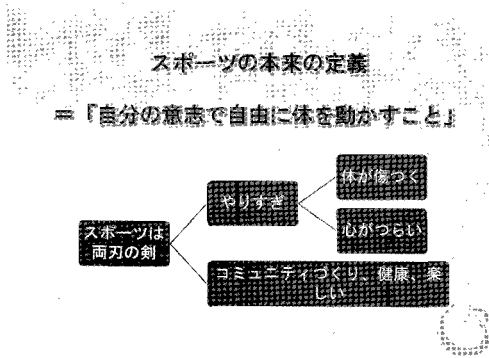 スポーツの本来の定義
＝『自分の意志で自由に体を動かすこと』
スポーツは
両刃の剣
やりすぎ
体が傷つく
心がつらい
コミュニティづくり、健康、楽
しい